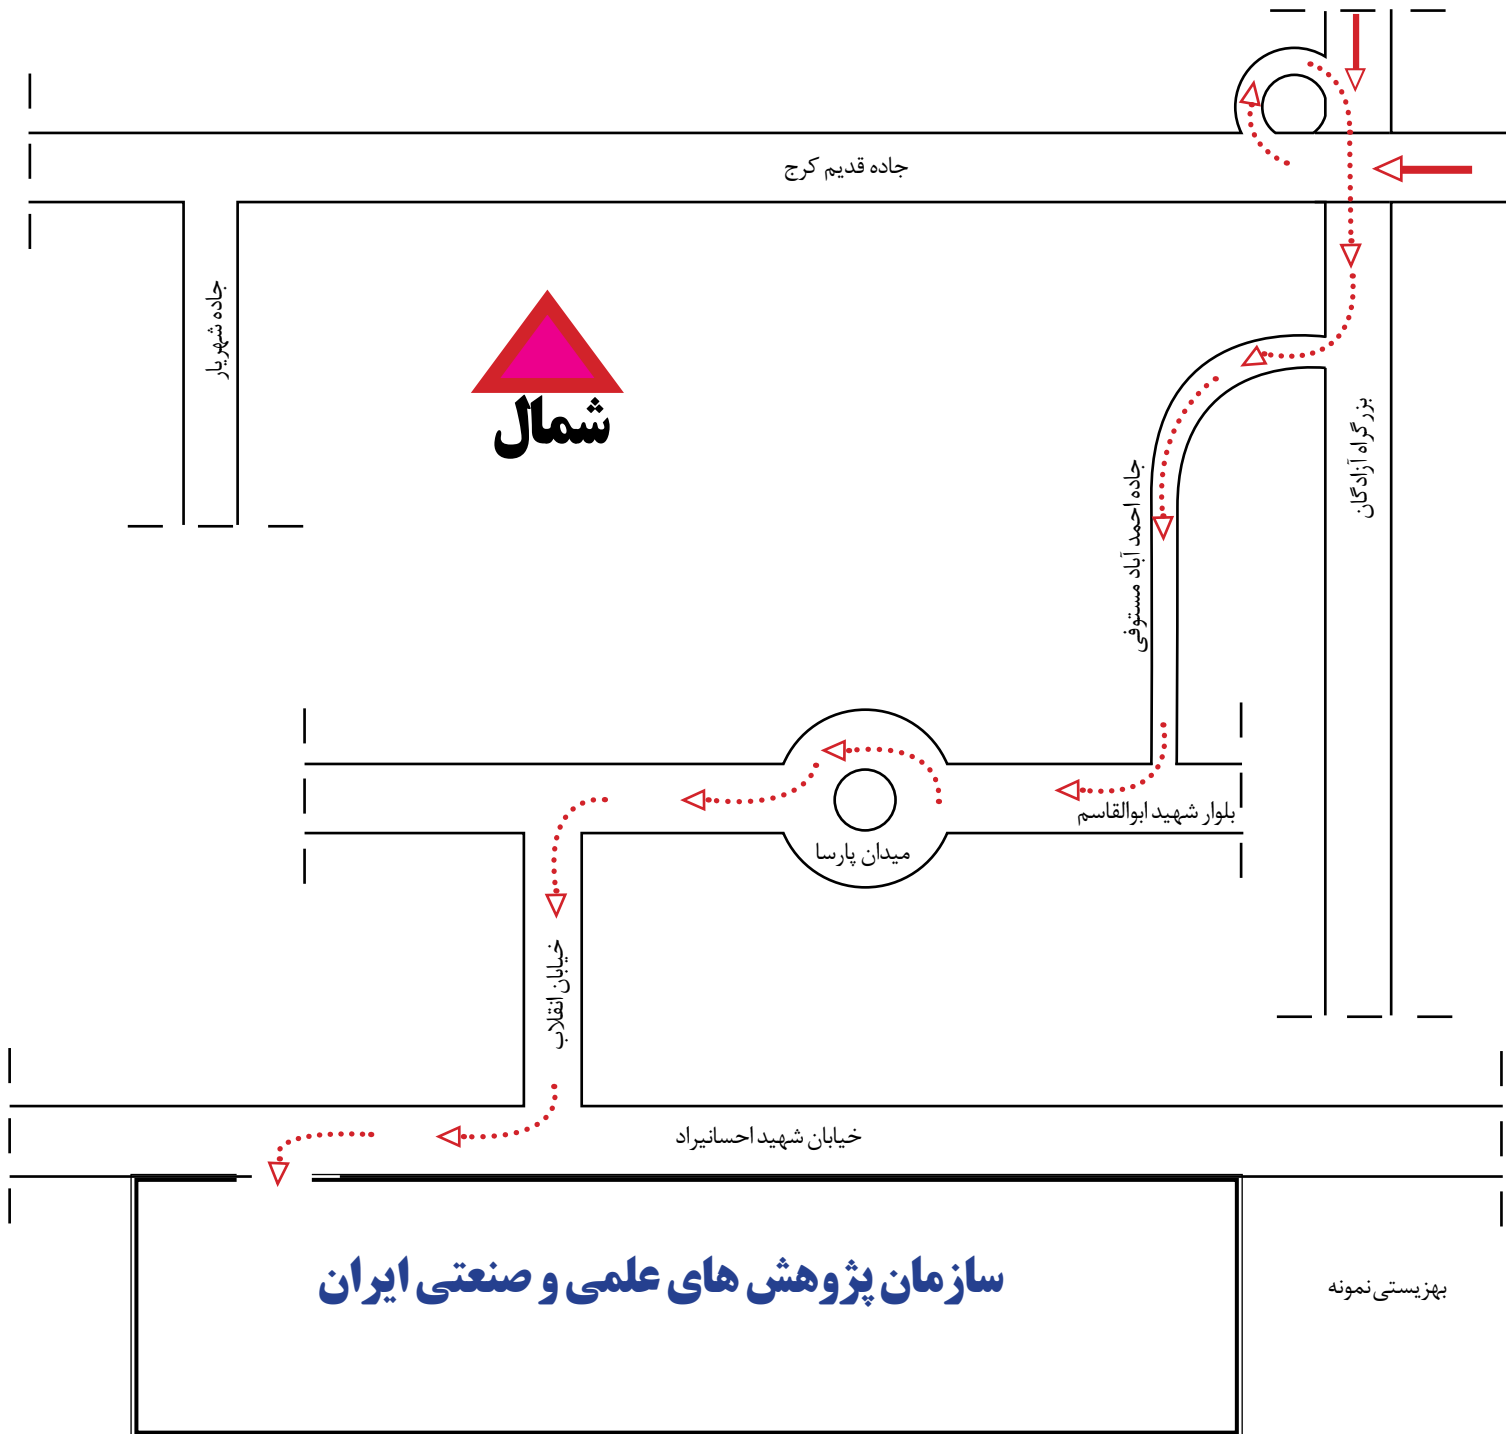 جاده قدیم کرج
جاده شهریار
شمال
بزرگراه آزادگان
جاده احمد آباد مستوفی
بلوار شهید ابوالقاسم
میدان پارسا
خیابان انقلاب
خیابان شهید احسانیراد
سازمان پژوهش های علمی و صنعتی ایران
بهزیستی نمونه